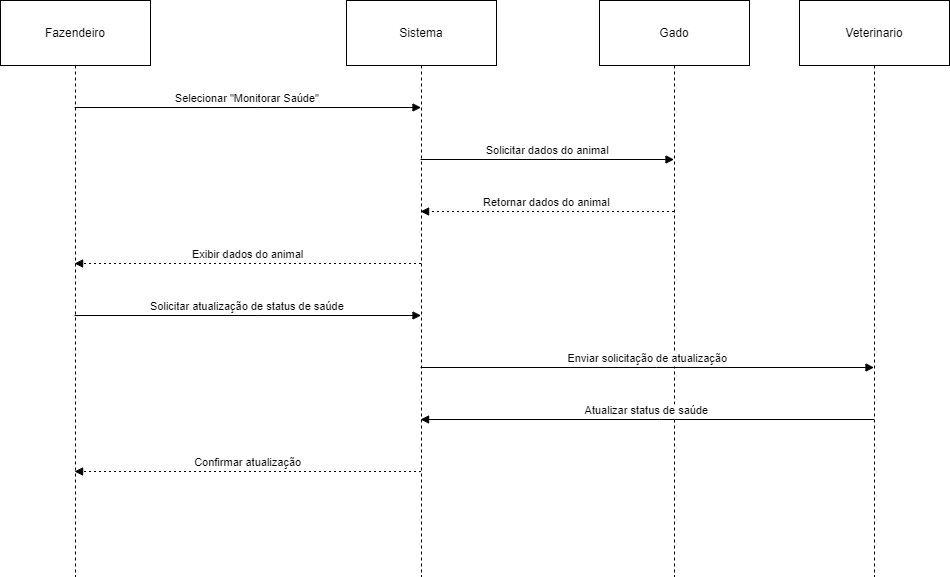 Fazendeiro
Sistema
Gado
Veterinario
Selecionar "Monitorar Saúde"
Solicitar dados do animal
Retornar dados do animal
Exibir dados do animal
Solicitar atualização de status de saúde
Enviar solicitação de atualização
Atualizar status de saúde
Confirmar atualização